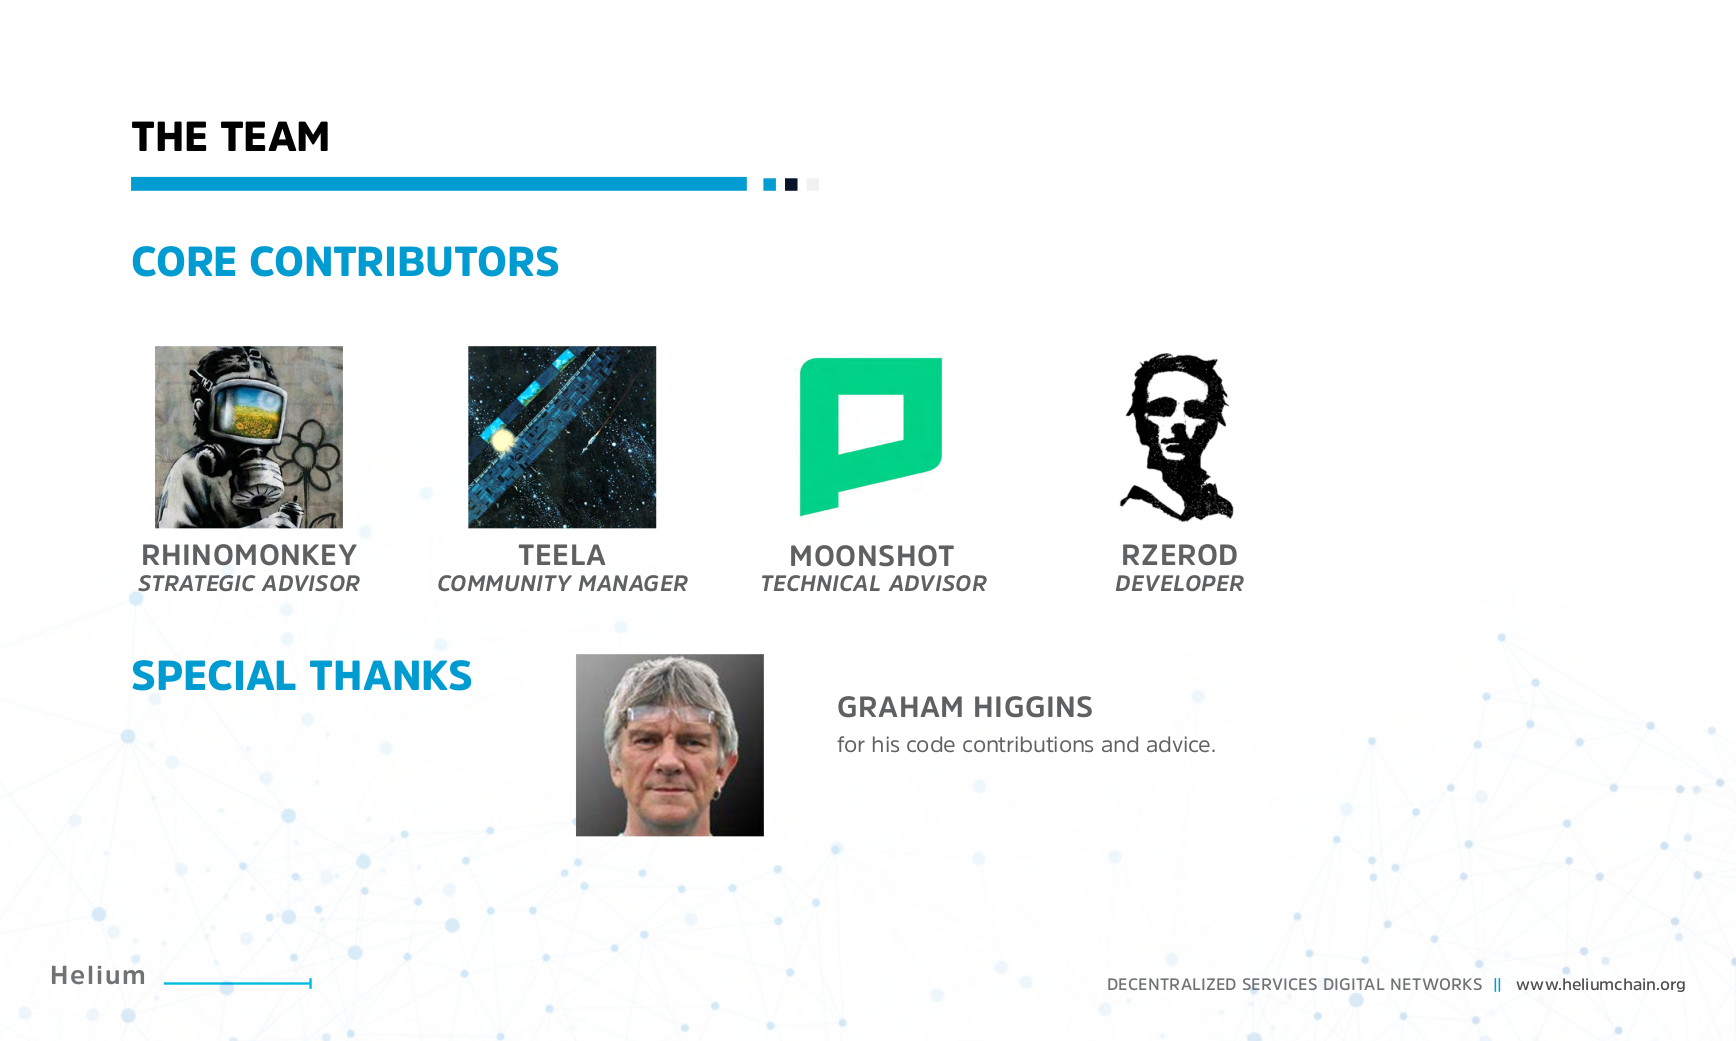 THE TEAM
CORE CONTRIBUTORS
RHINOMONKEY
STRATEGIC ADVISOR
TEELA
COMMUNITY MANAGER
MOONSHOT
TECHNICAL ADVISOR
RZEROD
DEVELOPER
SPECIAL THANKS
GRAHAM HIGGINS
for his code contributions and advice.
Helium
DECENTRALIZED SERVICES DIGITAL NETWORKS || www.heliumchain.org